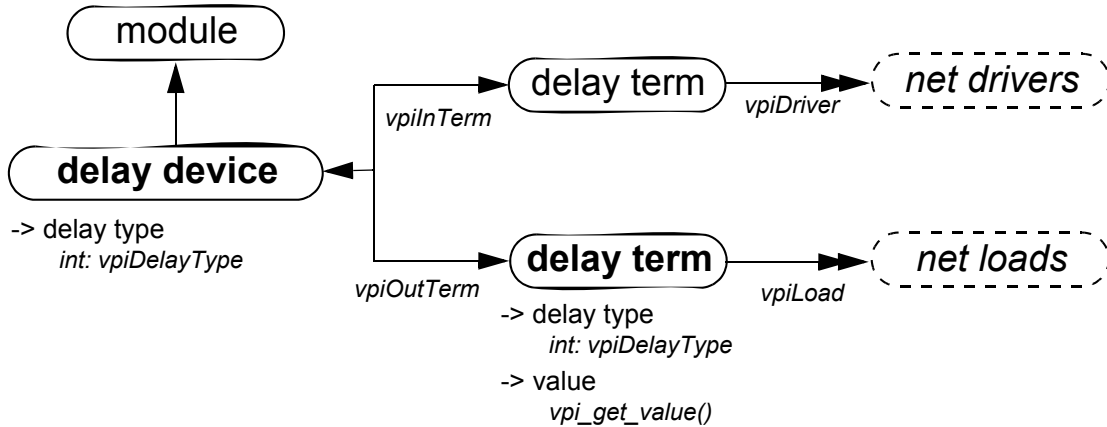 module
delay term
net drivers
vpiInTerm
vpiDriver
delay device
-> delay type
int: vpiDelayType
delay term
net loads
vpiOutTerm
vpiLoad
-> delay type
int: vpiDelayType
-> value
vpi_get_value()